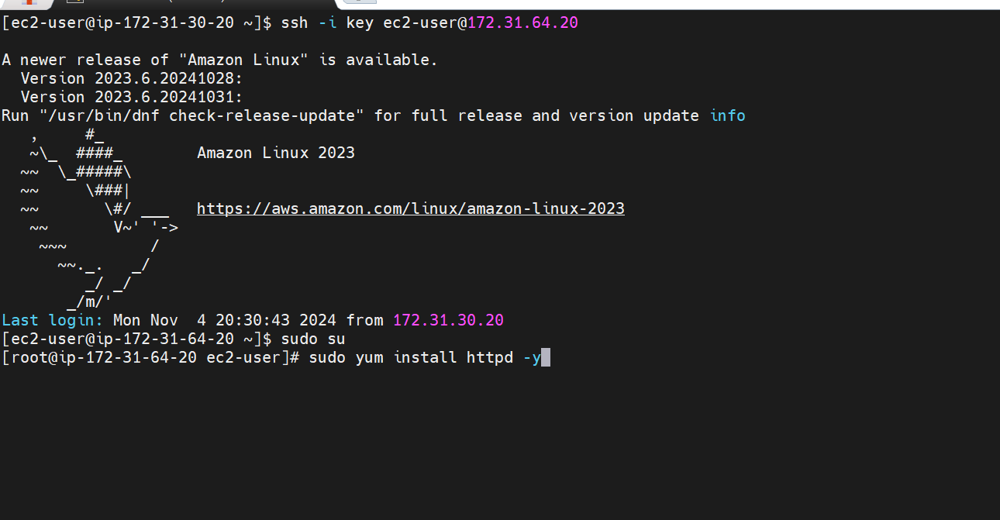 [ec2-user@ip-172-31-30-20 ~]$ ssh -i key ec2-user@172.31.64.20
A newer release of "Amazon Linux" is available.
  Version 2023.6.20241028:
  Version 2023.6.20241031:
Run "/usr/bin/dnf check-release-update" for full release and version update info
   ,     #_
   ~\_  ####_        Amazon Linux 2023
  ~~  \_#####\
  ~~     \###|
  ~~       \#/ ___   https://aws.amazon.com/linux/amazon-linux-2023
   ~~       V~' '->
    ~~~         /
      ~~._.   _/
         _/ _/
       _/m/'
Last login: Mon Nov  4 20:30:43 2024 from 172.31.30.20
[ec2-user@ip-172-31-64-20 ~]$ sudo su
[root@ip-172-31-64-20 ec2-user]# sudo yum install httpd -y